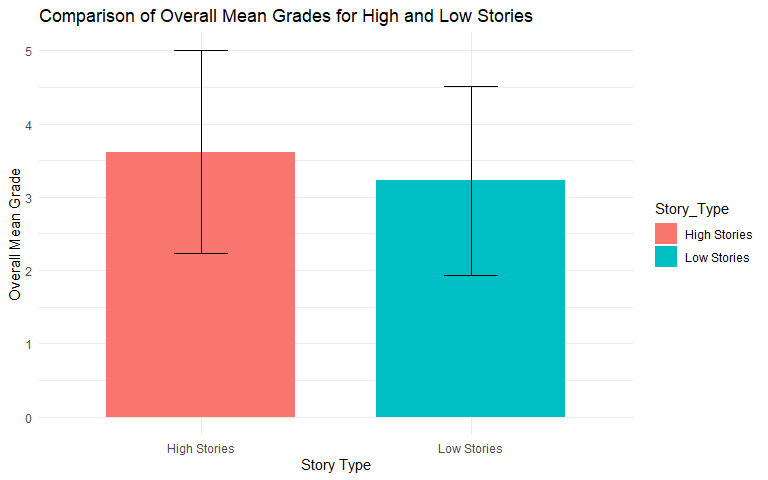 Comparison of Overall Mean Grades for High and Low Stories
Overall Mean Grade
5
4
3
2
1
0
High Stories
Low Stories
Story Type
Story_Type
High Stories
Low Stories